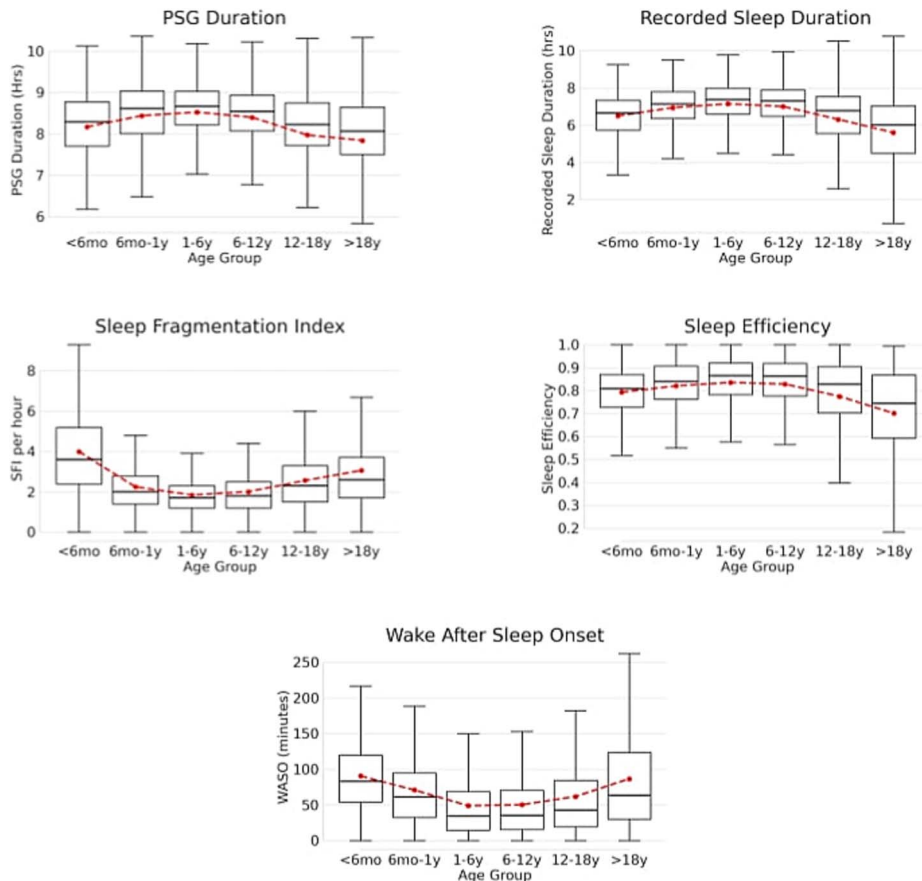 PSG Duration
PSG Duration (Hrs)
10
9
8
7
6
<6mo 6mo-1y 1-6y 6-12y 12-18y >18y
Age Group
Recorded Sleep Duration
Recorded Sleep Duration (hrs)
10
8
6
4
2
<6mo 6mo-1y 1-6y 6-12y 12-18y >18y
Age Group
Sleep Fragmentation Index
SFI per hour
8
6
4
2
0
<6mo 6mo-1y 1-6y 6-12y 12-18y >18y
Age Group
Sleep Efficiency
Sleep Efficiency
1.0
0.9
0.8
0.7
0.6
0.5
0.4
0.3
0.2
<6mo 6mo-1y 1-6y 6-12y 12-18y >18y
Age Group
Wake After Sleep Onset
WASO (minutes)
250
200
150
100
50
0
<6mo 6mo-1y 1-6y 6-12y 12-18y >18y
Age Group